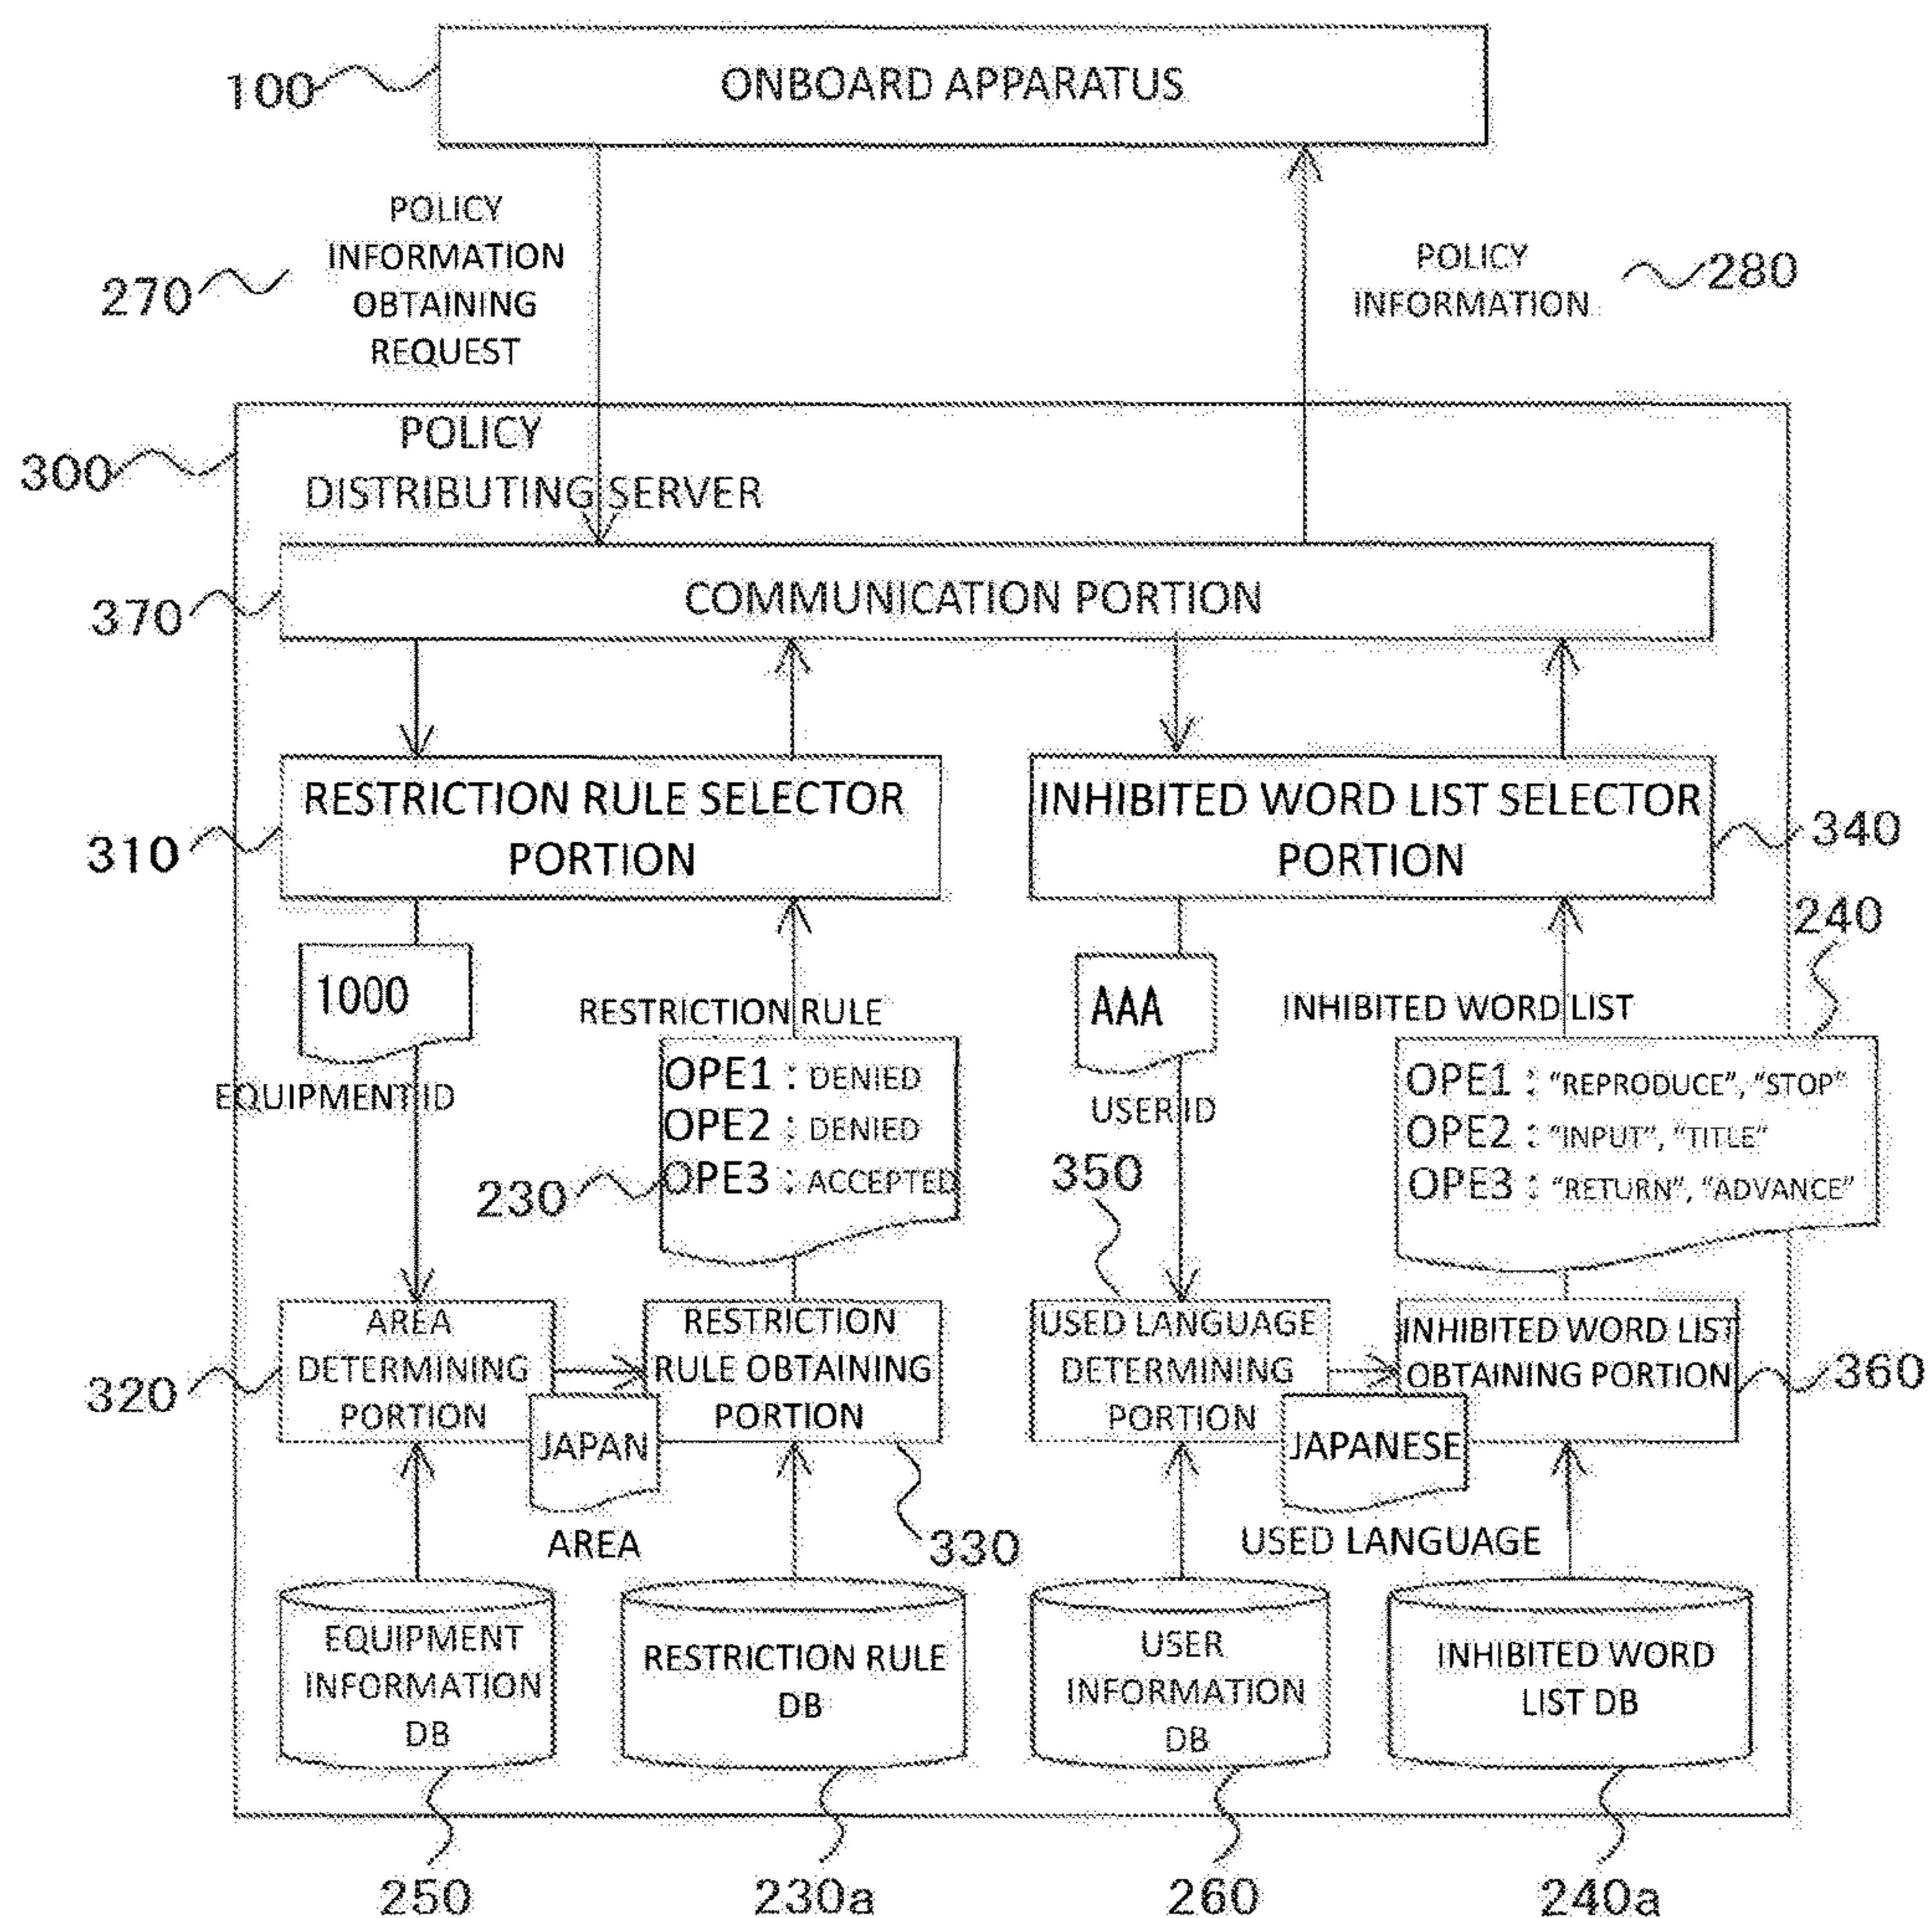 100
ONBOARD APPARATUS
270
POLICY
INFORMATION
OBTAINING
REQUEST
POLICY
INFORMATION
280
300
POLICY
DISTRIBUTING SERVER
370
COMMUNICATION PORTION
310
RESTRICTION RULE SELECTOR
PORTION
INHIBITED WORD LIST SELECTOR
PORTION
340
240
1000
EQUIPMENT ID
RESTRICTION RULE
OPE1 : DENIED
OPE2 : DENIED
OPE3 : ACCEPTED
230
AAA
USER ID
350
INHIBITED WORD LIST
OPE1 : “REPRODUCE”, “STOP”
OPE2 : “INPUT”, “TITLE”
OPE3 : “RETURN”, “ADVANCE”
320
AREA
DETERMINING
PORTION
JAPAN
AREA
RESTRICTION
RULE OBTAINING
PORTION
330
USED LANGUAGE
DETERMINING
PORTION
JAPANESE
USED LANGUAGE
INHIBITED WORD LIST
OBTAINING PORTION
360
EQUIPMENT
INFORMATION
DB
RESTRICTION RULE
DB
USER
INFORMATION
DB
INHIBITED WORD
LIST DB
250
230a
260
240a